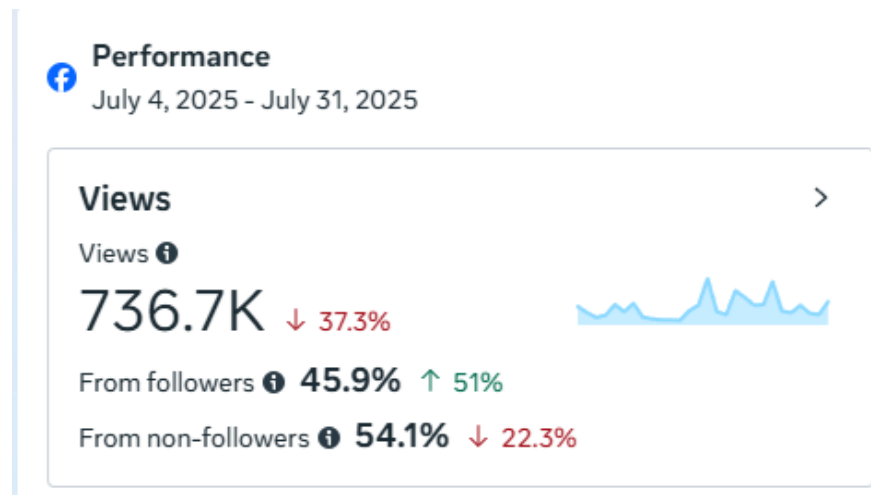 Performance
July 4, 2025 - July 31, 2025
Views
Views
736.7K ↓ 37.3%
From followers 45.9% ↑ 51%
From non-followers 54.1% ↓ 22.3%